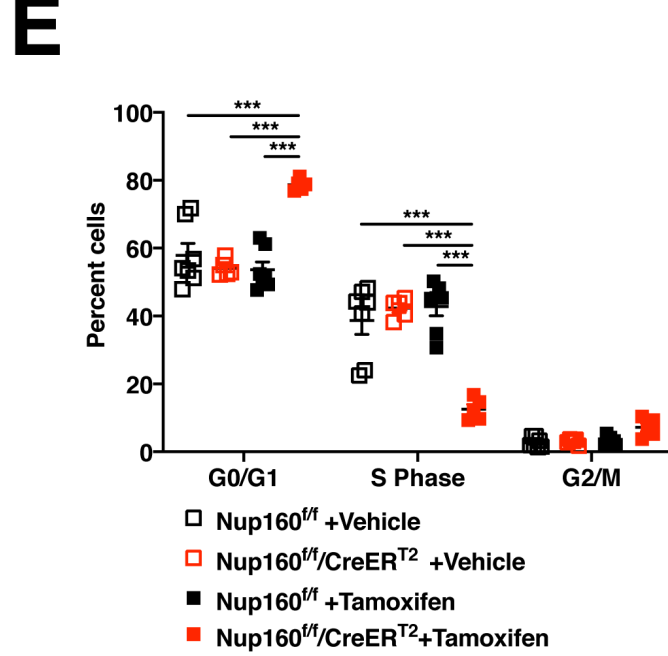 E
100
80
60
40
20
0
Percent cells
***
***
***
***
***
***
G0/G1 S Phase G2/M
Nup160f/f +Vehicle
Nup160f/f/CreERT2 +Vehicle
Nup160f/f +Tamoxifen
Nup160f/f/CreERT2+Tamoxifen